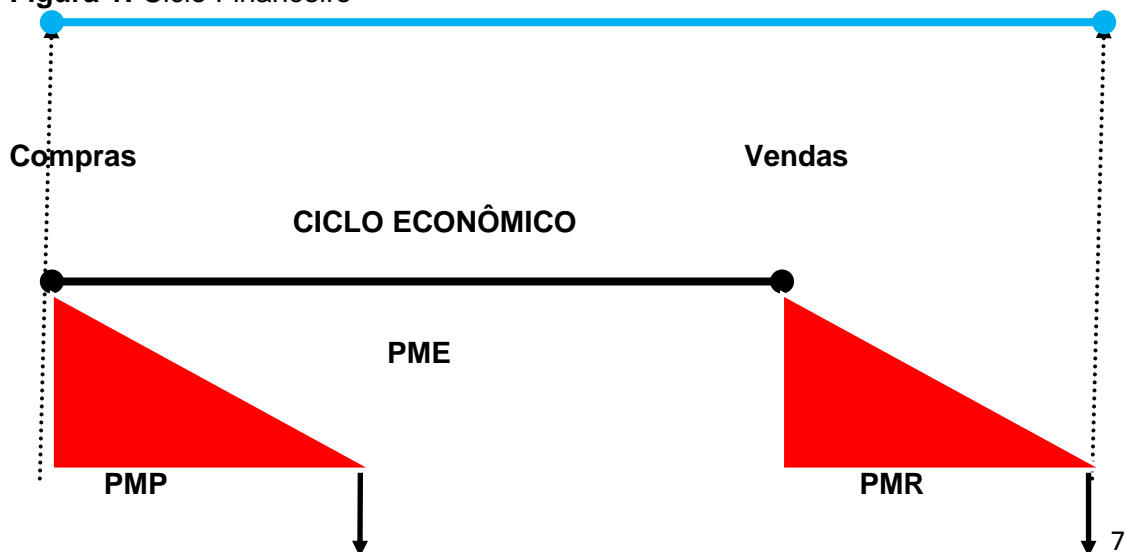 Figura 1: Ciclo Financeiro
Compras Vendas
CICLO ECONÔMICO
PME
PMP PMR
7